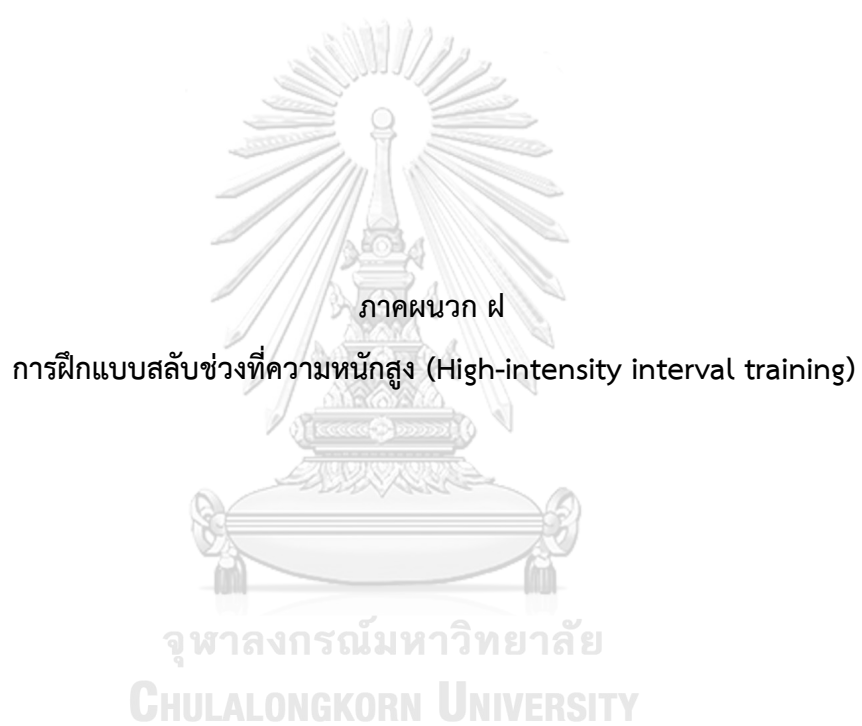 ภาคผนวก ฝ
การฝึกแบบสลับช่วงที่ความหนักสูง (High-intensity interval training)
จุฬาลงกรณ์มหาวิทยาลัย
CHULALONGKORN UNIVERSITY